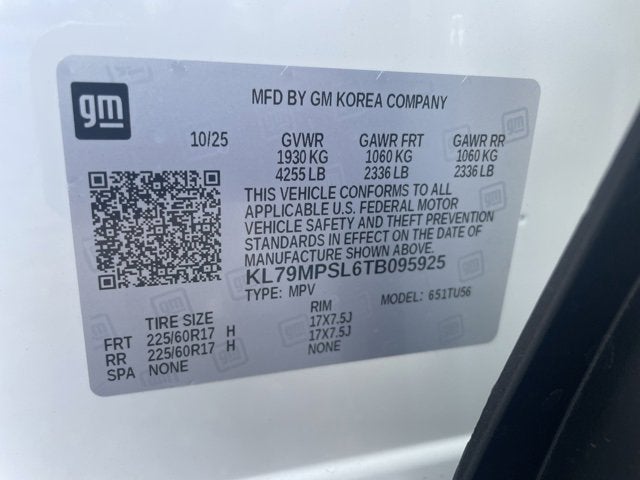 gm
MFD BY GM KOREA COMPANY
10/25 GVWR GAWR FRT GAWR RR
1930 KG 1060 KG 1060 KG
4255 LB 2336 LB 2336 LB
THIS VEHICLE CONFORMS TO ALL
APPLICABLE U.S. FEDERAL MOTOR
VEHICLE SAFETY AND THEFT PREVENTION
STANDARDS IN EFFECT ON THE DATE OF
MANUFACTURE SHOWN ABOVE.
KL79MPSL6TB095925
TYPE: MPV MODEL: 651TU56
TIRE SIZE RIM
FRT 225/60R17 H 17X7.5J
RR 225/60R17 H 17X7.5J
SPA NONE NONE